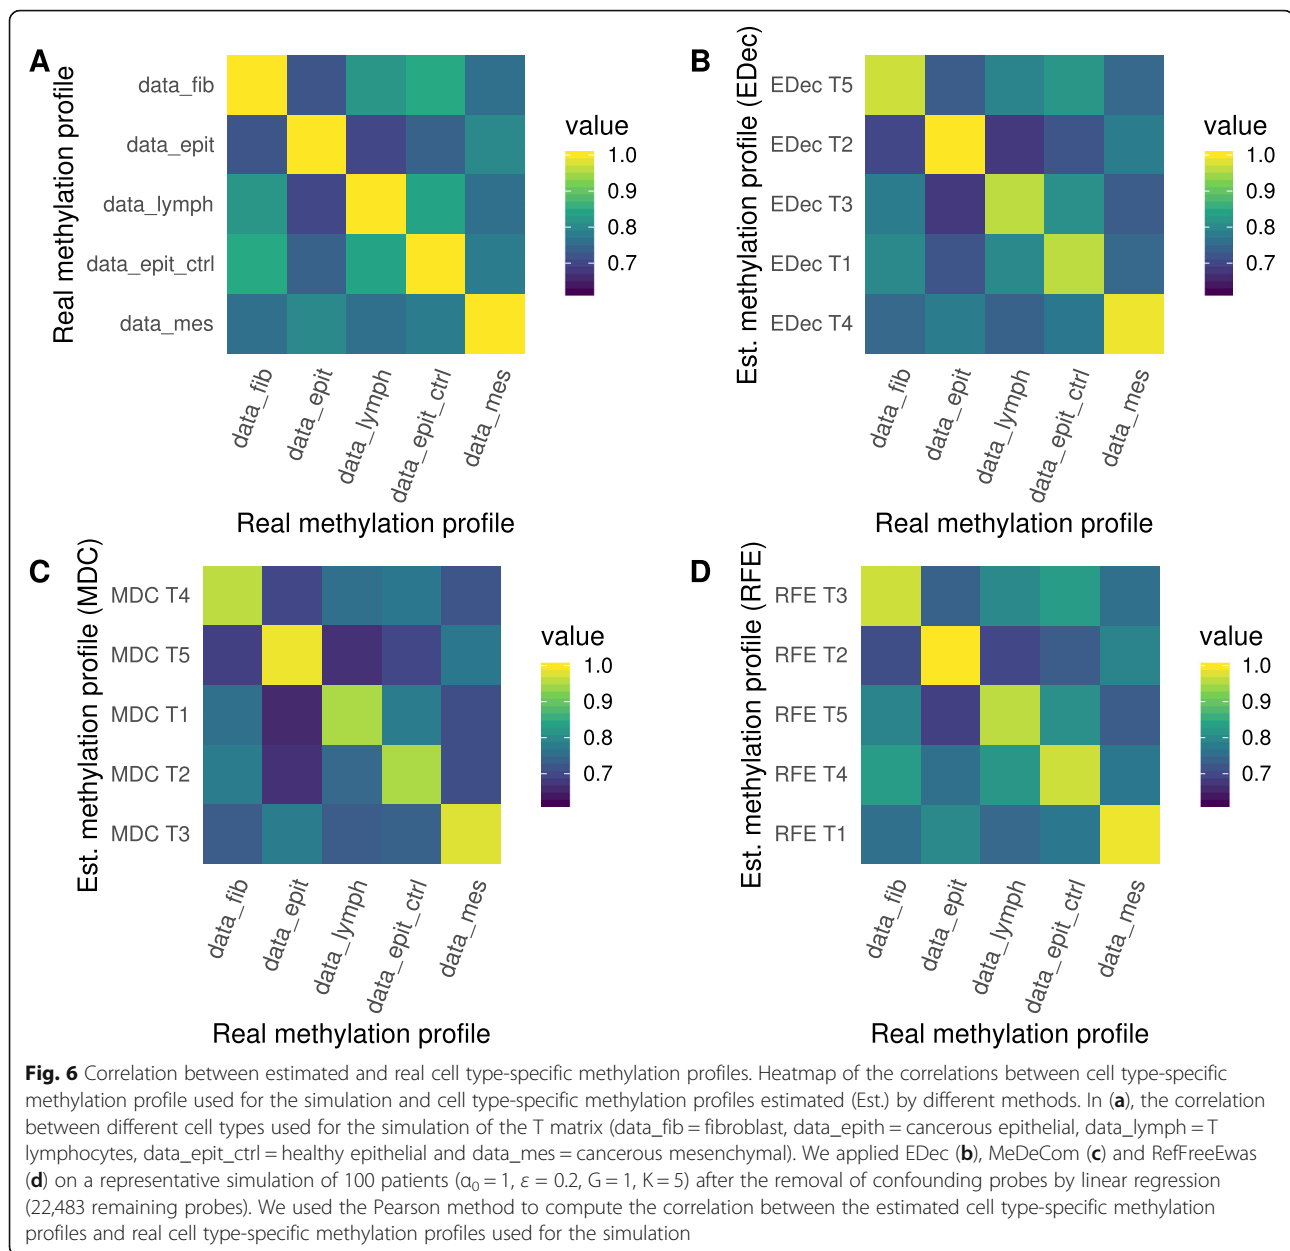 A
Real methylation profile
data_fib
data_epit
data_lymph
data_epit_ctrl
data_mes
data_fib
data_epit
data_lymph
data_epit_ctrl
data_mes
Real methylation profile
value
1.0
0.9
0.8
0.7
B
Est. methylation profile (EDec)
EDec T5
EDec T2
EDec T3
EDec T1
EDec T4
data_fib
data_epit
data_lymph
data_epit_ctrl
data_mes
Real methylation profile
value
1.0
0.9
0.8
0.7
C
Est. methylation profile (MDC)
MDC T4
MDC T5
MDC T1
MDC T2
MDC T3
data_fib
data_epit
data_lymph
data_epit_ctrl
data_mes
Real methylation profile
value
1.0
0.9
0.8
0.7
D
Est. methylation profile (RFE)
RFE T3
RFE T2
RFE T5
RFE T4
RFE T1
data_fib
data_epit
data_lymph
data_epit_ctrl
data_mes
Real methylation profile
value
1.0
0.9
0.8
0.7
Fig. 6 Correlation between estimated and real cell type-specific methylation profiles. Heatmap of the correlations between cell type-specific
methylation profile used for the simulation and cell type-specific methylation profiles estimated (Est.) by different methods. In (a), the correlation
between different cell types used for the simulation of the T matrix (data_fib = fibroblast, data_epith = cancerous epithelial, data_lymph = T
lymphocytes, data_epit_ctrl = healthy epithelial and data_mes = cancerous mesenchymal). We applied EDec (b), MeDeCom (c) and RefFreeEwas
(d) on a representative simulation of 100 patients (α₀ = 1, ε = 0.2, G = 1, K = 5) after the removal of confounding probes by linear regression
(22,483 remaining probes). We used the Pearson method to compute the correlation between the estimated cell type-specific methylation
profiles and real cell type-specific methylation profiles used for the simulation